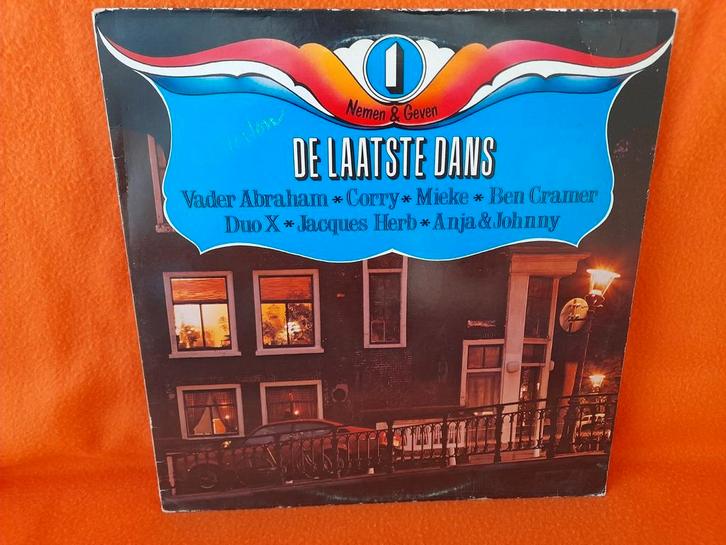 1
Nemen & Geven
DE LAATSTE DANS
Vader Abraham * Corry * Mieke * Ben Cramer
Duo X * Jacques Herb * Anja & Johnny